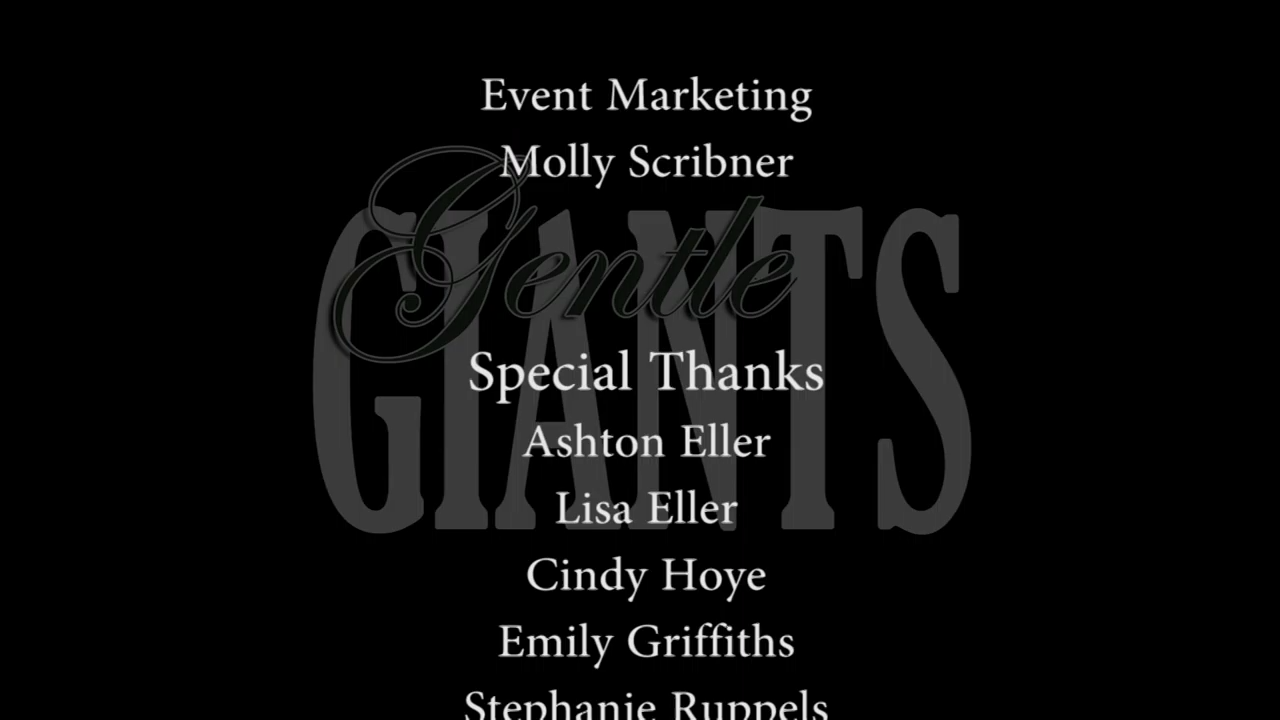 Event Marketing
Molly Scribner
Gentle
GIANTS
Special Thanks
Ashton Eller
Lisa Eller
Cindy Hoye
Emily Griffiths
Stephanie Ruppels